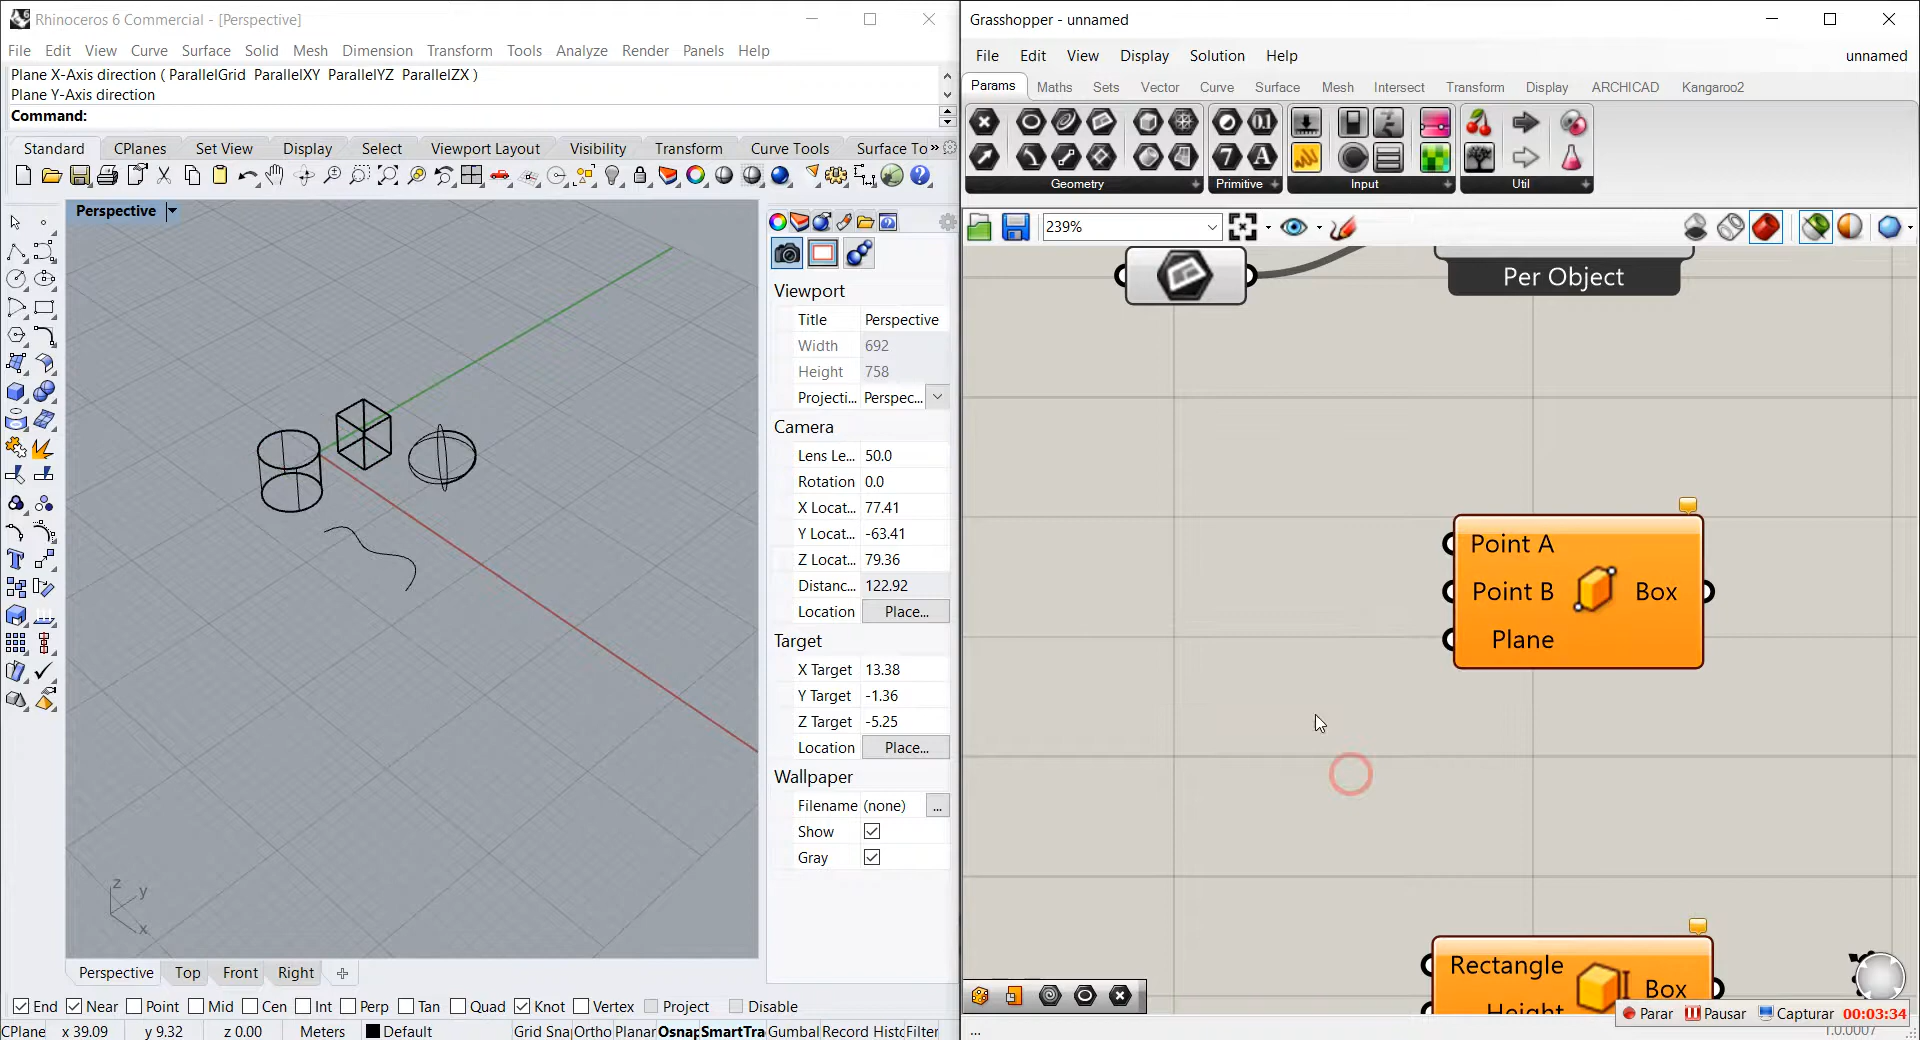 Rhinoceros 6 Commercial - [Perspective]
File Edit View Curve Surface Solid Mesh Dimension Transform Tools Analyze Render Panels Help
Plane X-Axis direction ( ParallelGrid ParallelXY ParallelYZ ParallelZX )
Plane Y-Axis direction
Command:
Standard CPlanes Set View Display Select Viewport Layout Visibility Transform Curve Tools Surface To»
Perspective
Viewport
Title Perspective
Width 692
Height 758
Projecti... Perspec...
Camera
Lens Le... 50.0
Rotation 0.0
X Locat... 77.41
Y Locat... -63.41
Z Locat... 79.36
Distanc... 122.92
Location Place...
Target
X Target 13.38
Y Target -1.36
Z Target -5.25
Location Place...
Wallpaper
Filename (none) ...
Show
Gray
z
y
x
Perspective Top Front Right
End Near Point Mid Cen Int Perp Tan Quad Knot Vertex Project Disable
CPlane x 39.09 y 9.32 z 0.00 Meters Default Grid Sna Ortho Planar Osnap SmartTra Gumbal Record Histo Filter
Grasshopper - unnamed
File Edit View Display Solution Help unnamed
Params Maths Sets Vector Curve Surface Mesh Intersect Transform Display ARCHICAD Kangaroo2
Geometry Primitive Input Util
239%
Per Object
Point A
Point B Box
Plane
Rectangle
Box
Height
Parar Pausar Capturar 00:03:34
...
1.0.0007